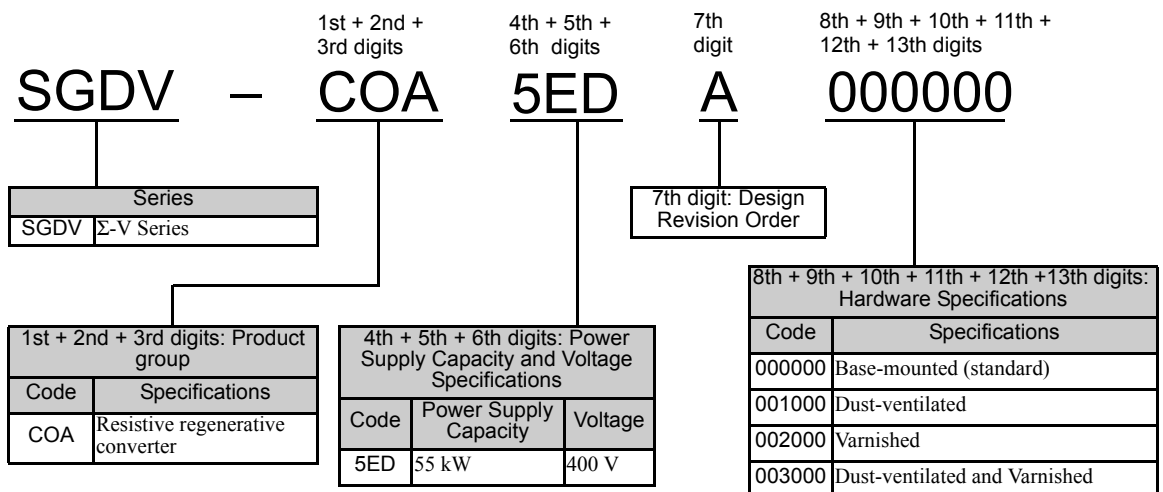 1st + 2nd +
3rd digits
4th + 5th +
6th digits
7th
digit
8th + 9th + 10th + 11th +
12th + 13th digits
SGDV – COA 5ED A 000000
Series
SGDV Σ-V Series
7th digit: Design
Revision Order
1st + 2nd + 3rd digits: Product
group
Code Specifications
COA Resistive regenerative
converter
4th + 5th + 6th digits: Power
Supply Capacity and Voltage
Specifications
Code Power Supply
Capacity Voltage
5ED 55 kW 400 V
8th + 9th + 10th + 11th + 12th +13th digits:
Hardware Specifications
Code Specifications
000000 Base-mounted (standard)
001000 Dust-ventilated
002000 Varnished
003000 Dust-ventilated and Varnished